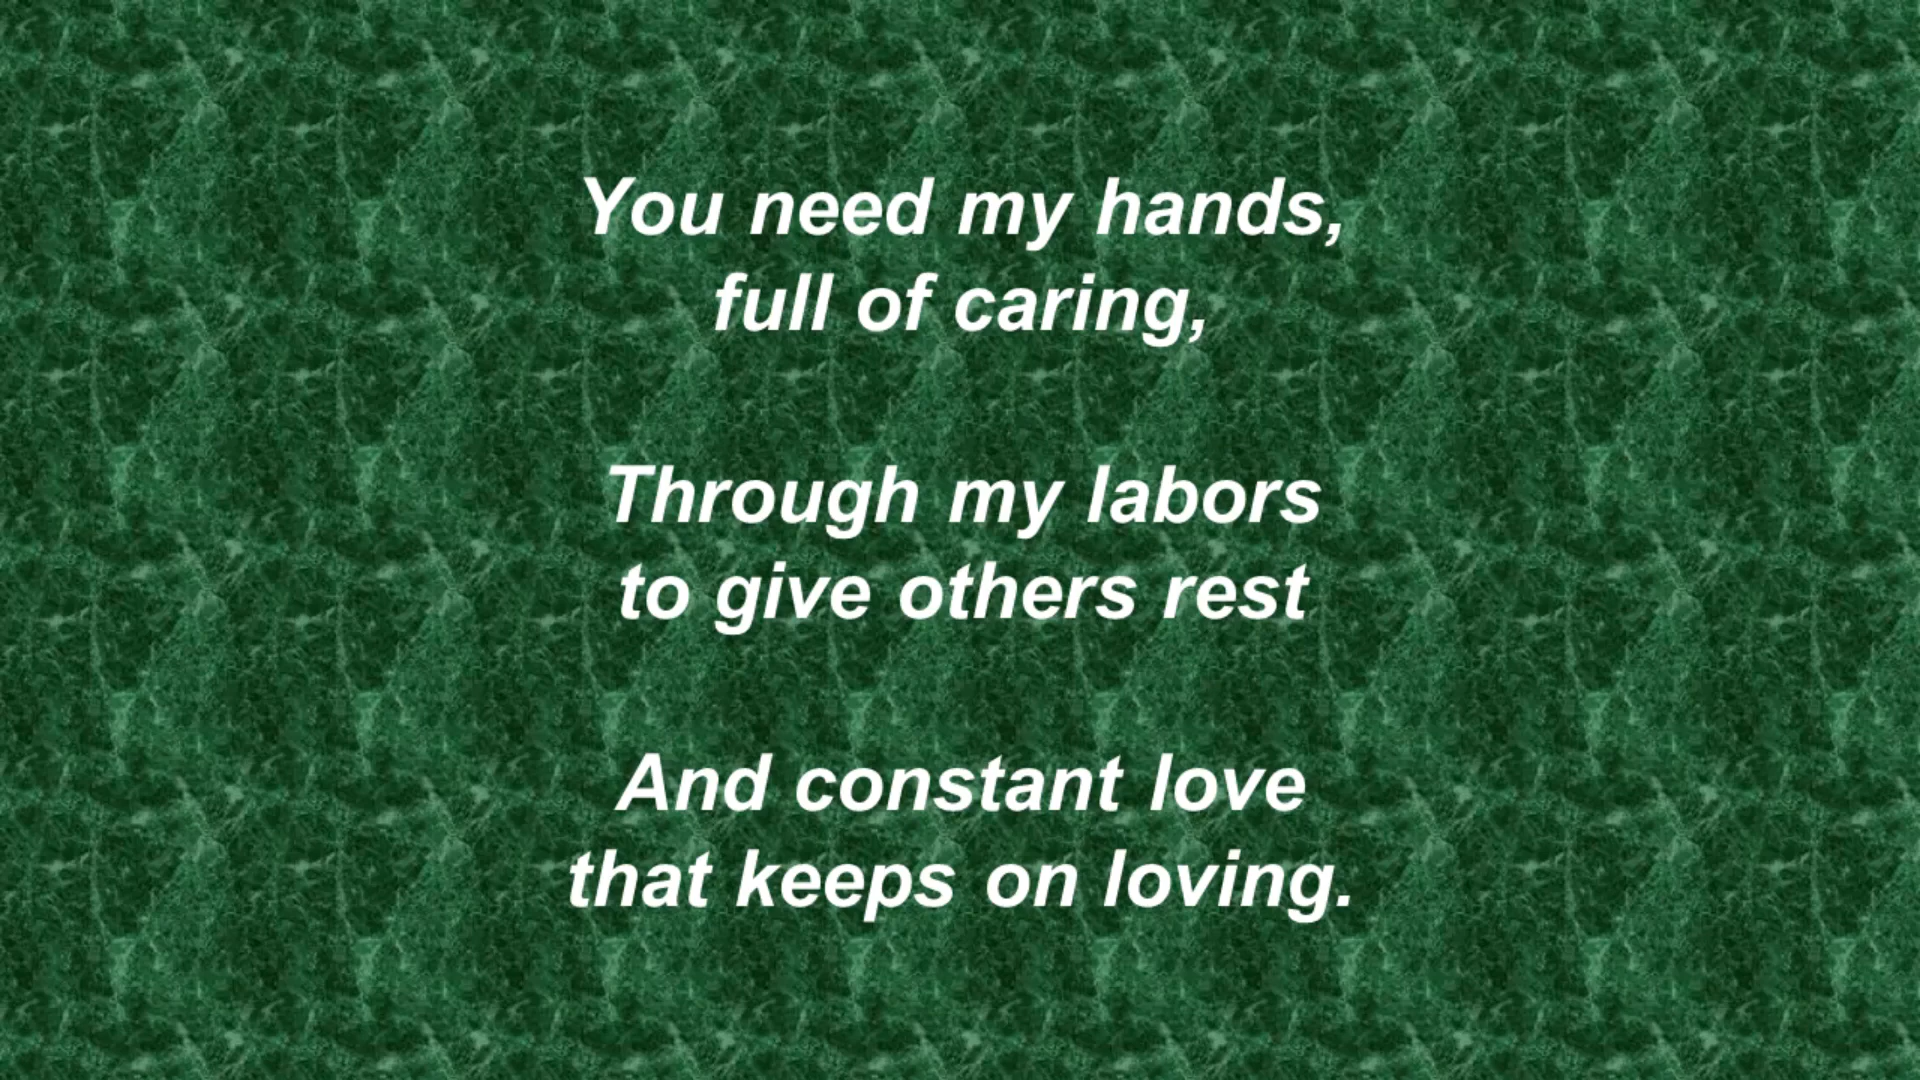 You need my hands,
full of caring,
Through my labors
to give others rest
And constant love
that keeps on loving.